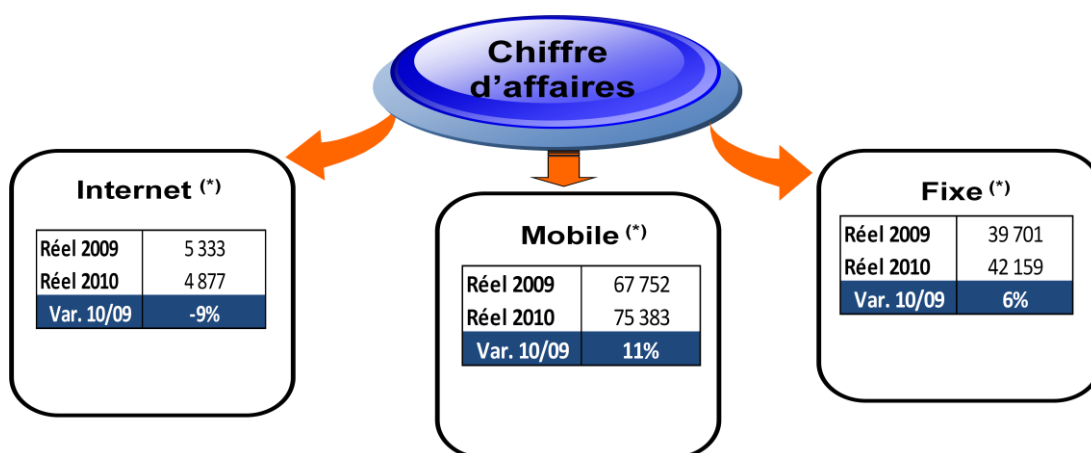 Chiffre
d’affaires
Internet (*)
Réel 2009 5 333
Réel 2010 4 877
Var. 10/09 -9%
Mobile (*)
Réel 2009 67 752
Réel 2010 75 383
Var. 10/09 11%
Fixe (*)
Réel 2009 39 701
Réel 2010 42 159
Var. 10/09 6%